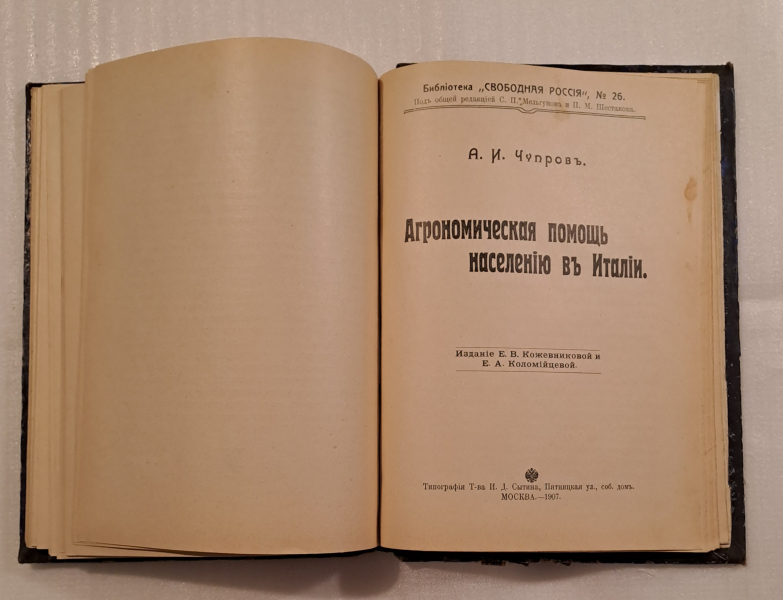 Библіотека „СВОБОДНАЯ РОССІЯ“, № 26.
Подъ общей редакціей С. П. Мельгунова и П. М. Шестакова.
А. И. Чупровъ.
Агрономическая помощь
населенію въ Италіи.
Изданіе Е. В. Кожевниковой и
Е. А. Коломійцевой.
Типографія Т-ва И. Д. Сытина, Пятницкая ул., соб. домъ.
МОСКВА.—1907.